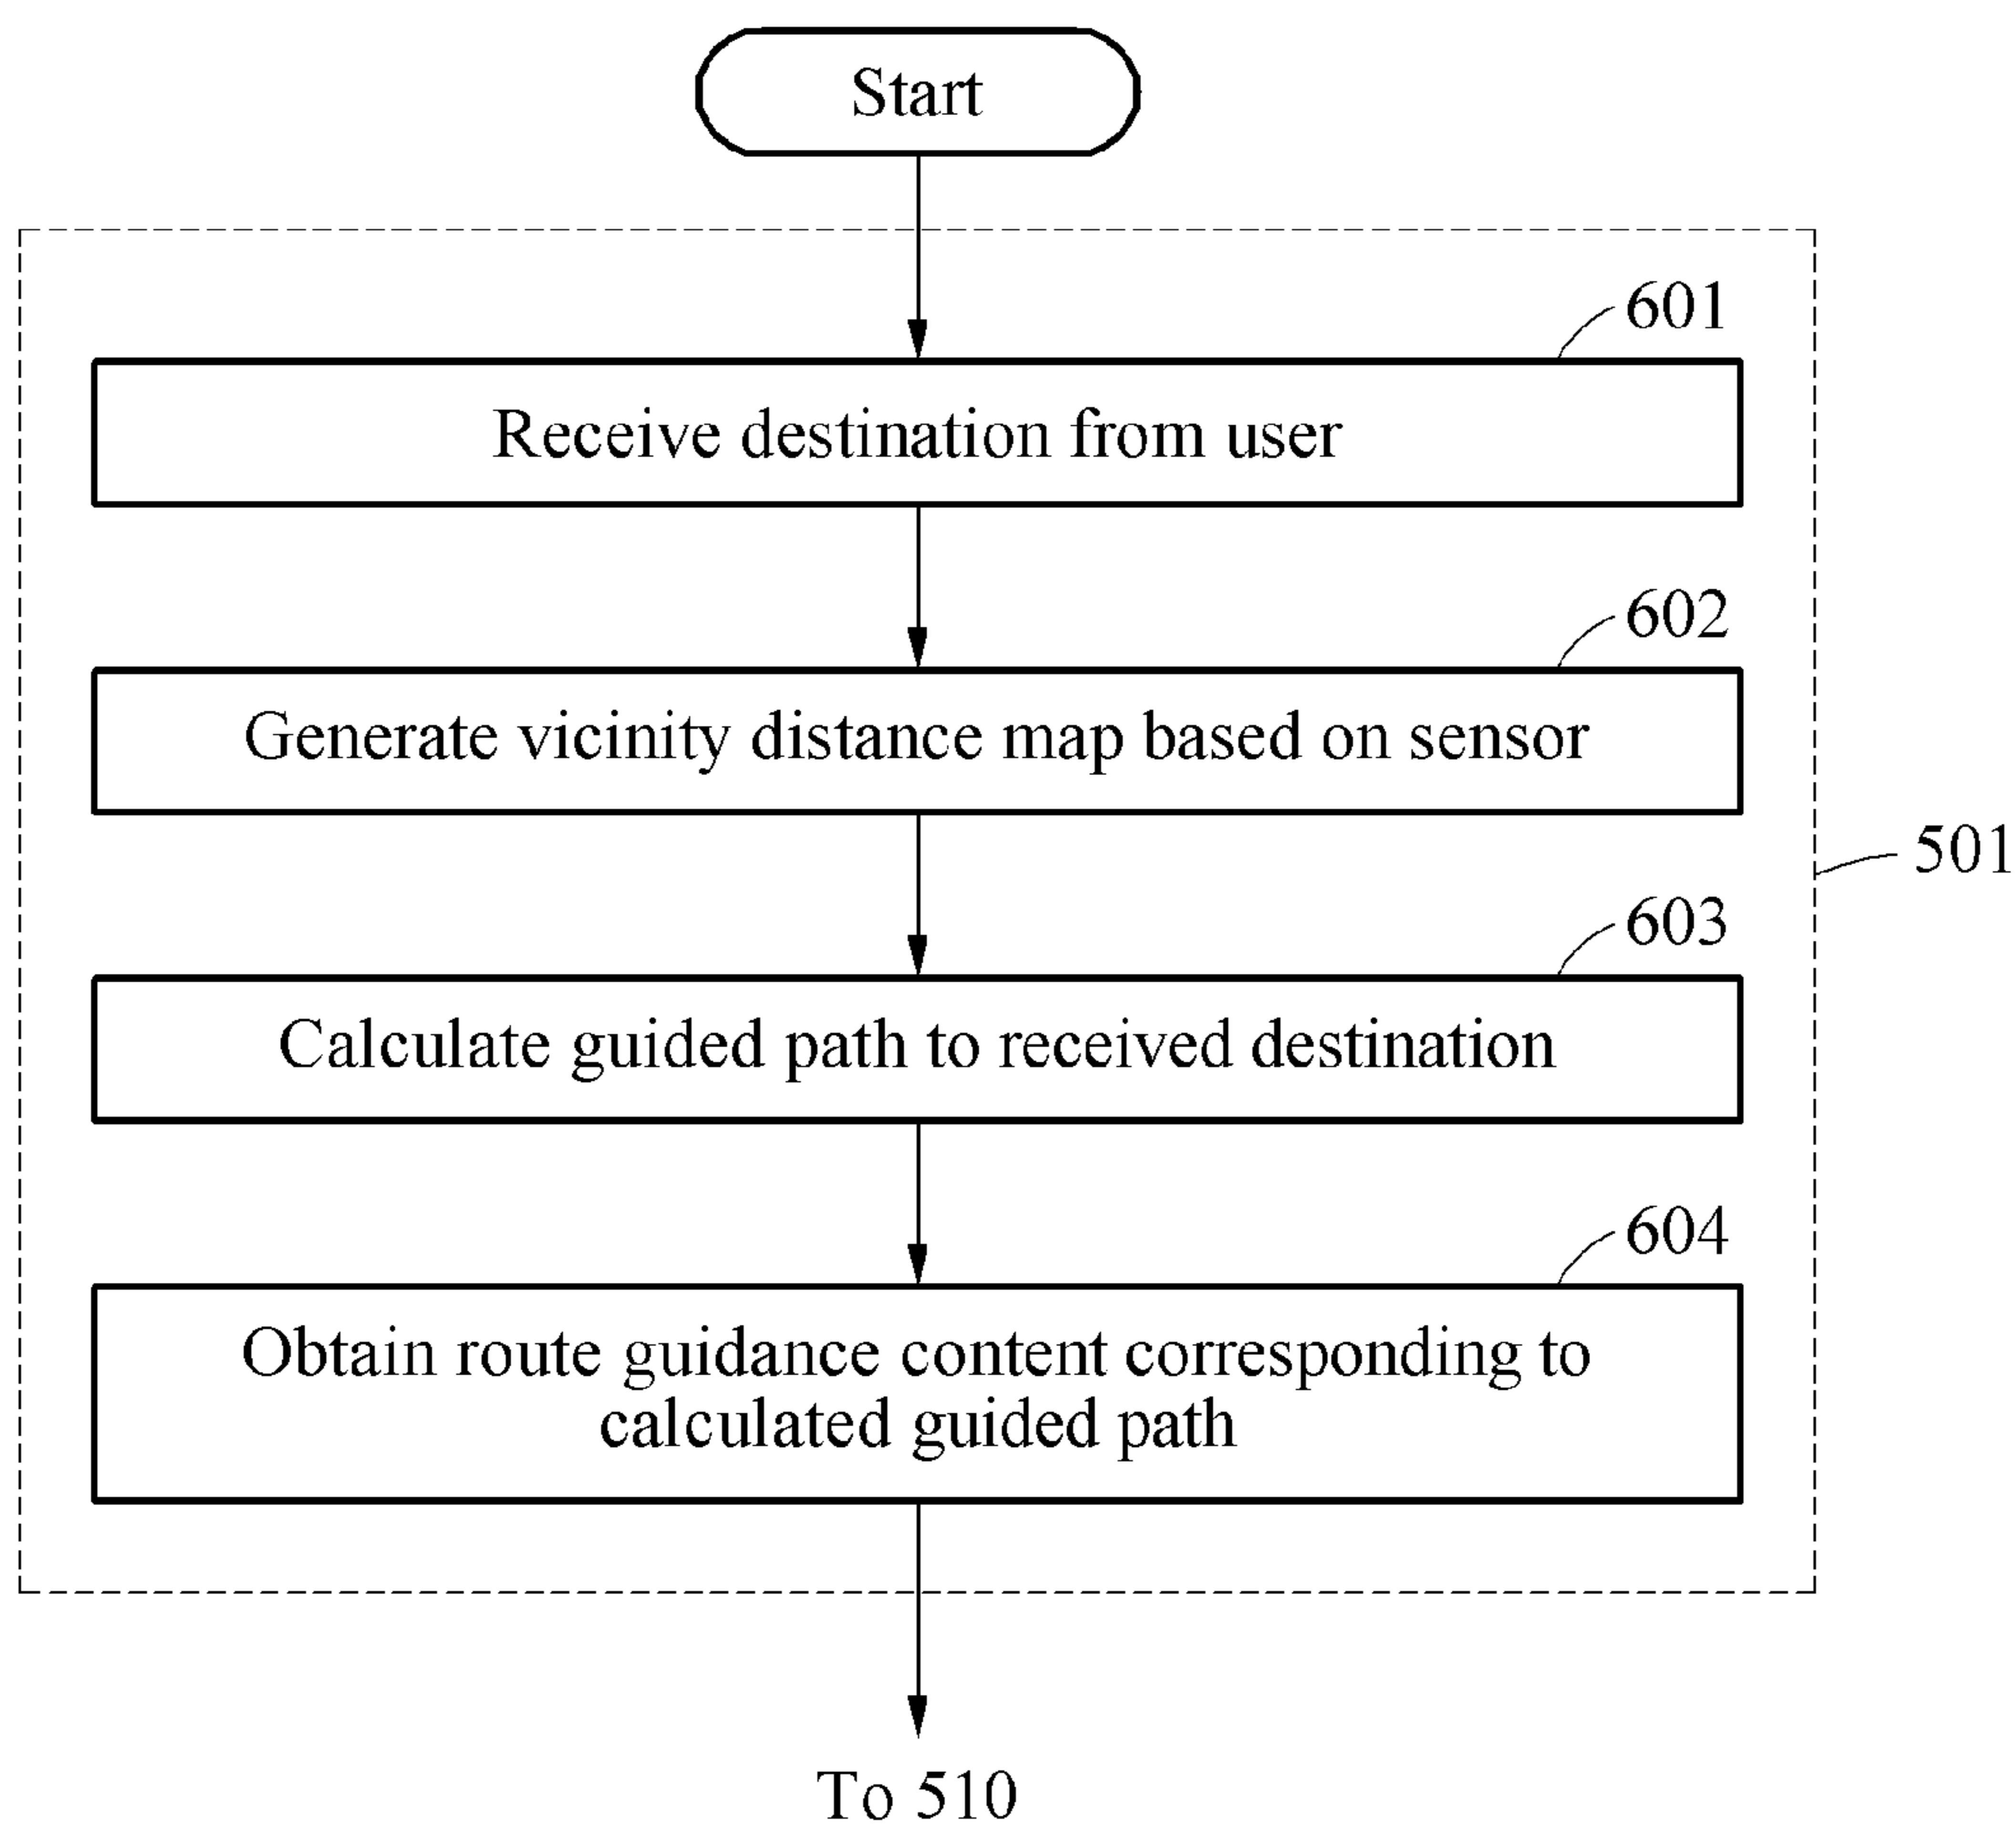 Start
601
Receive destination from user
602
Generate vicinity distance map based on sensor
501
603
Calculate guided path to received destination
604
Obtain route guidance content corresponding to
calculated guided path
To 510